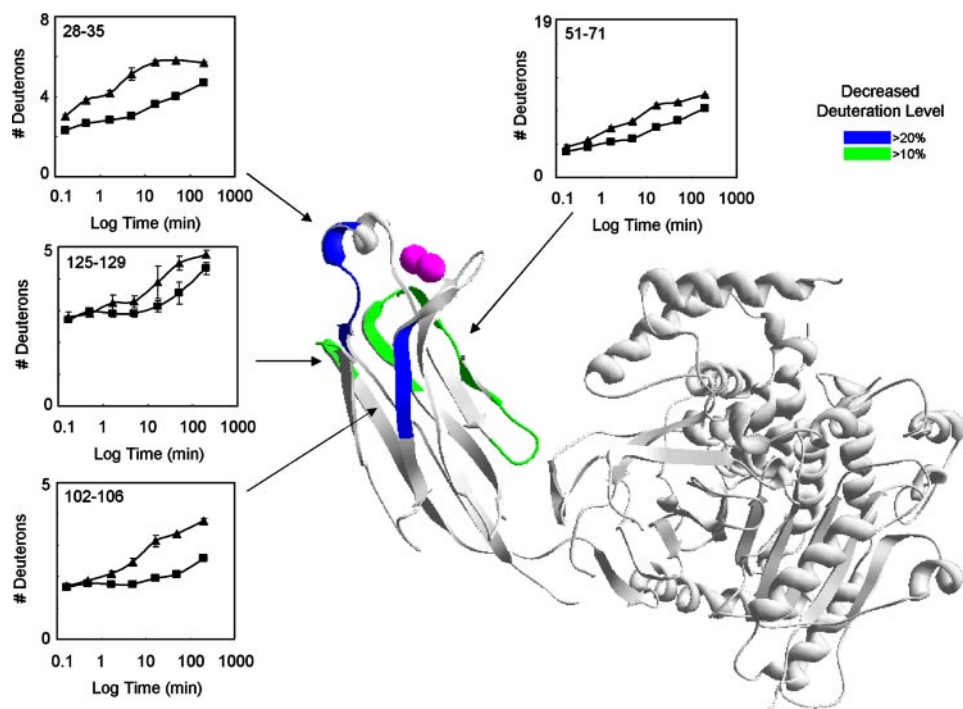 28-35
8
4
0
# Deuterons
0.1 1 10 100 1000
Log Time (min)
51-71
19
0
# Deuterons
0.1 1 10 100 1000
Log Time (min)
Decreased
Deuteration Level
>20%
>10%
125-129
5
0
# Deuterons
0.1 1 10 100 1000
Log Time (min)
102-106
5
0
# Deuterons
0.1 1 10 100 1000
Log Time (min)